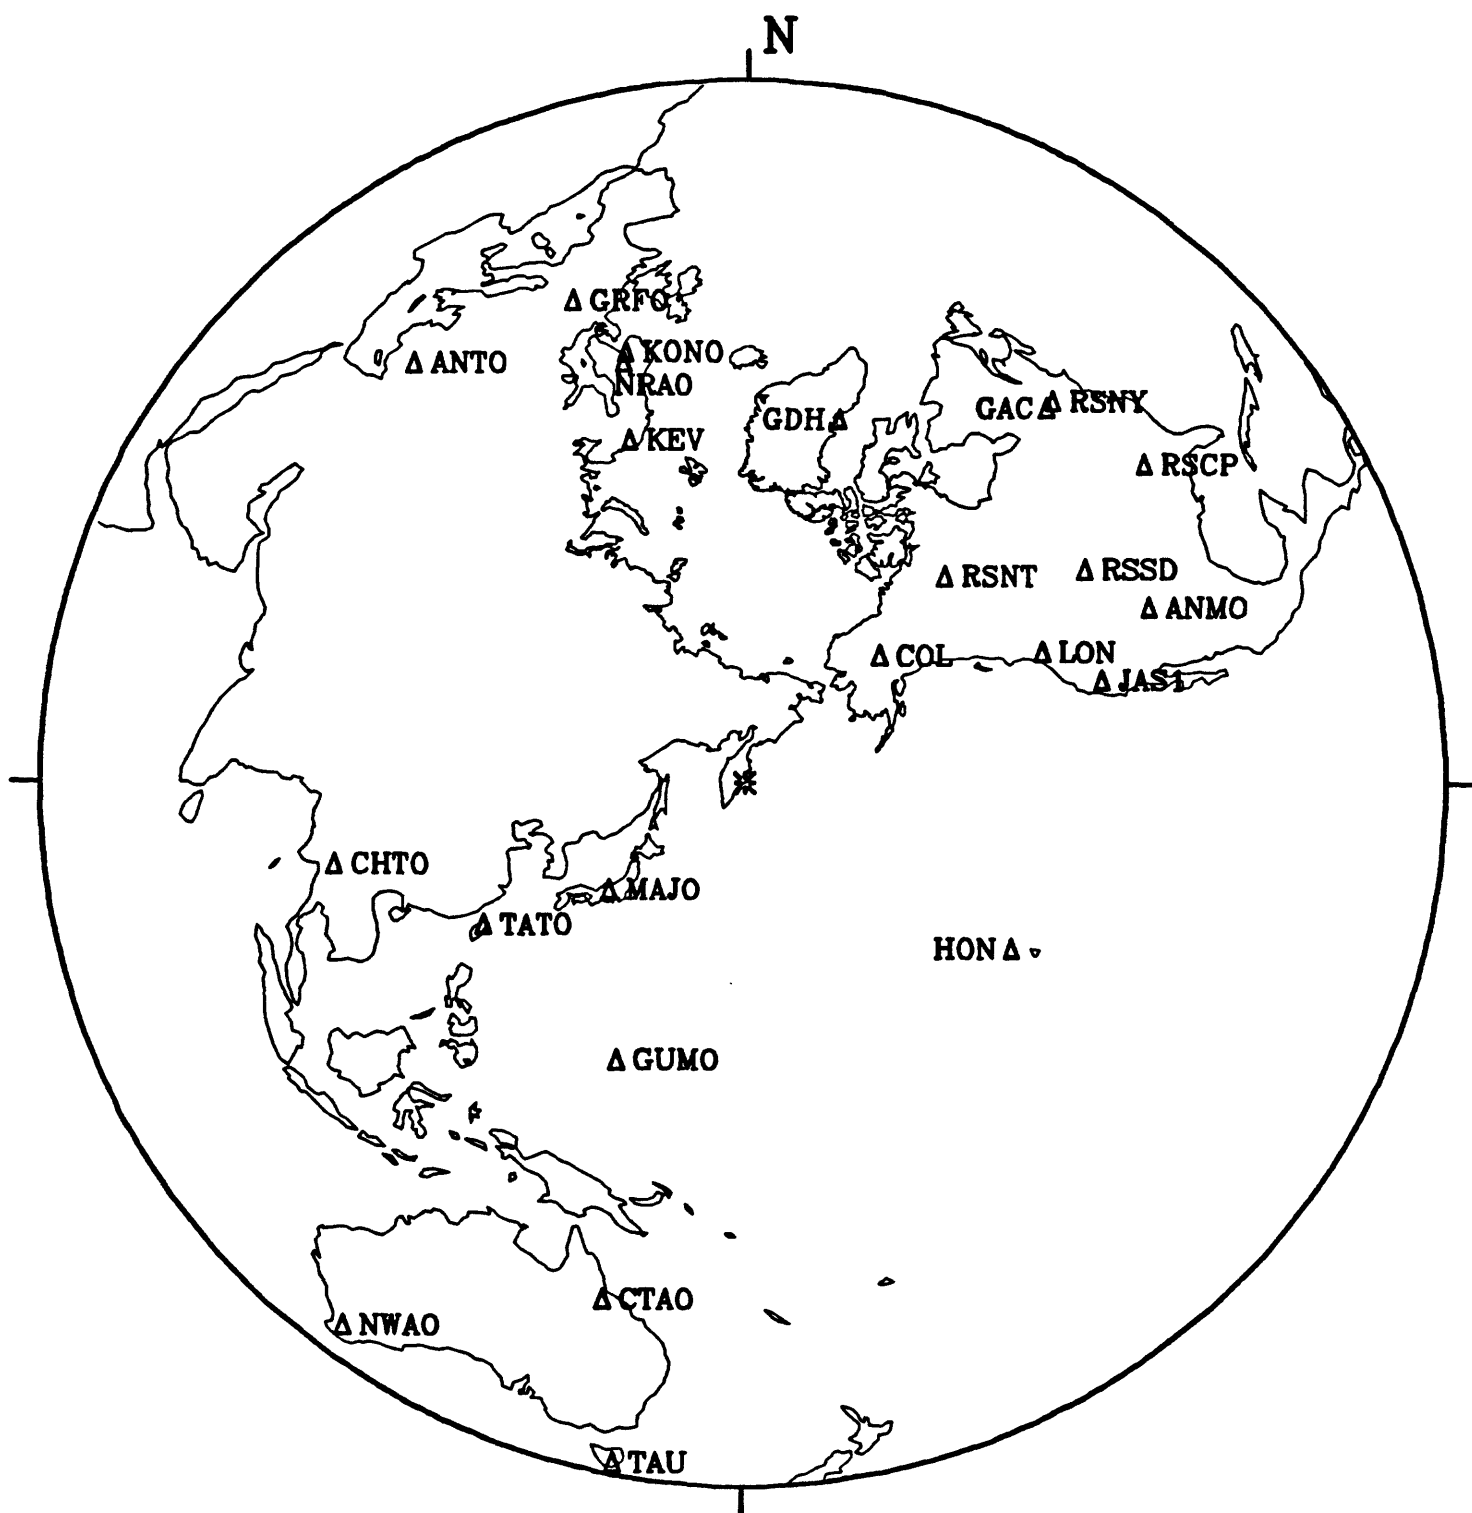 N
Δ GRFO
Δ ANTO
Δ KONO
Δ NRAO
GDH Δ
GAC Δ
Δ RSNY
Δ KEV
Δ RSCP
Δ RSNT
Δ RSSD
Δ ANMO
Δ COL
Δ LON
Δ JAS1
Δ CHTO
Δ MAJO
Δ TATO
HON Δ
Δ GUMO
Δ CTAO
Δ NWAO
Δ TAU